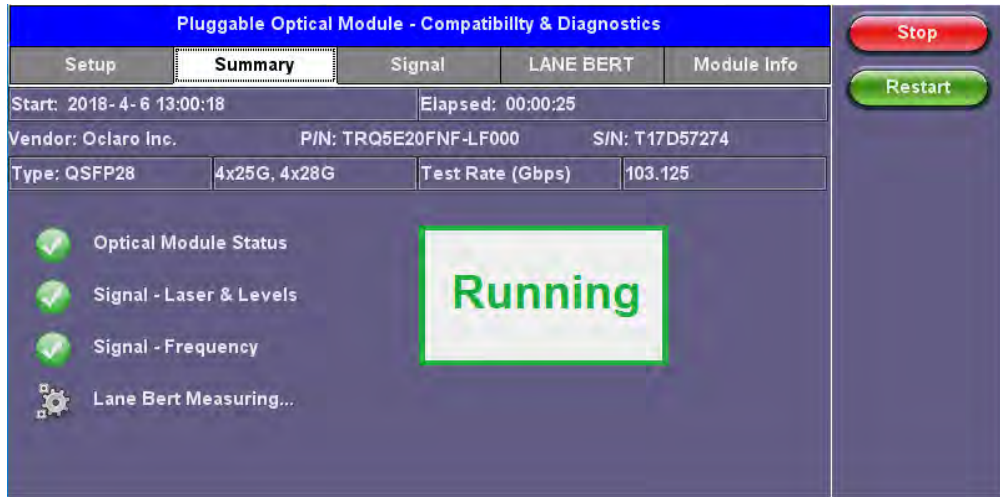 Pluggable Optical Module - Compatibillty & Diagnostics
Setup Summary Signal LANE BERT Module Info
Start: 2018- 4- 6 13:00:18 Elapsed: 00:00:25
Vendor: Oclaro Inc. P/N: TRQ5E20FNF-LF000 S/N: T17D57274
Type: QSFP28 4x25G, 4x28G Test Rate (Gbps) 103.125
Optical Module Status
Signal - Laser & Levels
Signal - Frequency
Lane Bert Measuring...
Running
Stop
Restart